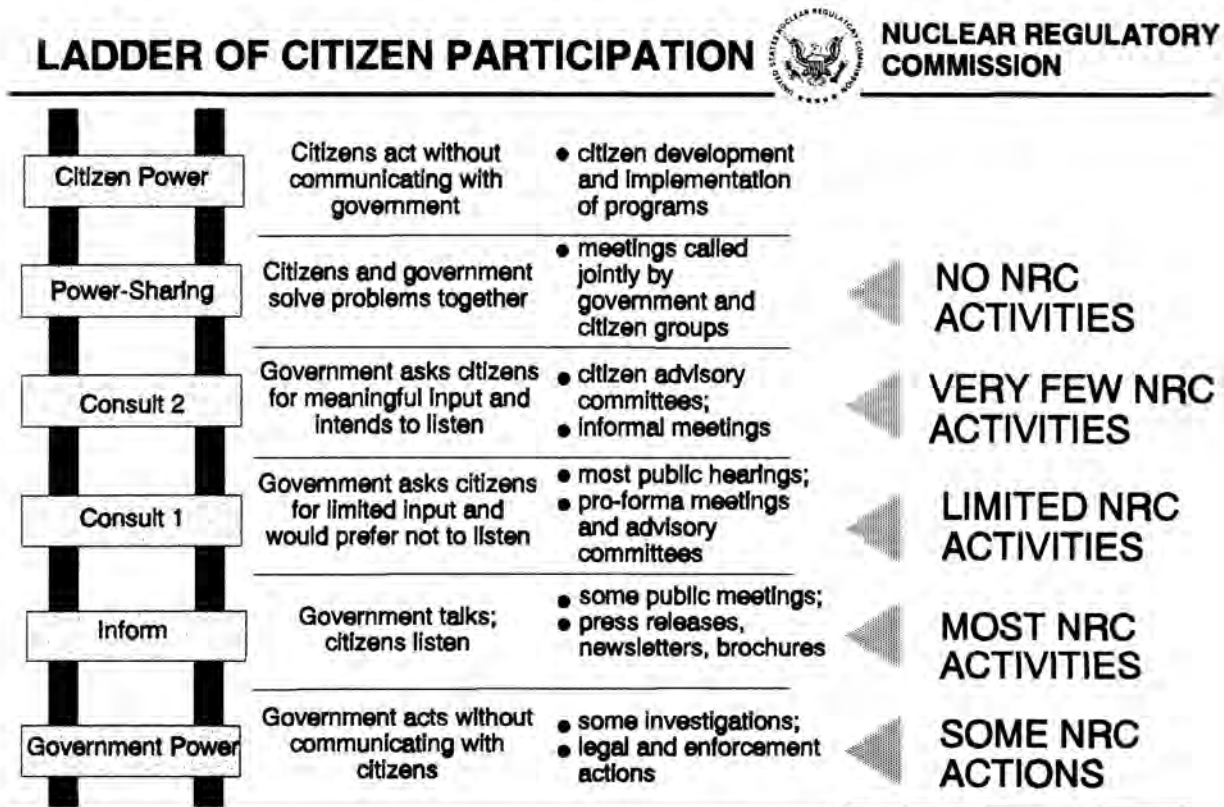 LADDER OF CITIZEN PARTICIPATION
UNITED STATES NUCLEAR REGULATORY COMMISSION
NUCLEAR REGULATORY
COMMISSION
Citizen Power
Citizens act without
communicating with
government
• citizen development
and implementation
of programs
Power-Sharing
Citizens and government
solve problems together
• meetings called
jointly by
government and
citizen groups
NO NRC
ACTIVITIES
Consult 2
Government asks citizens
for meaningful input and
intends to listen
• citizen advisory
committees;
• informal meetings
VERY FEW NRC
ACTIVITIES
Consult 1
Government asks citizens
for limited input and
would prefer not to listen
• most public hearings;
• pro-forma meetings
and advisory
committees
LIMITED NRC
ACTIVITIES
Inform
Government talks;
citizens listen
• some public meetings;
• press releases,
newsletters, brochures
MOST NRC
ACTIVITIES
Government Power
Government acts without
communicating with
citizens
• some investigations;
• legal and enforcement
actions
SOME NRC
ACTIONS